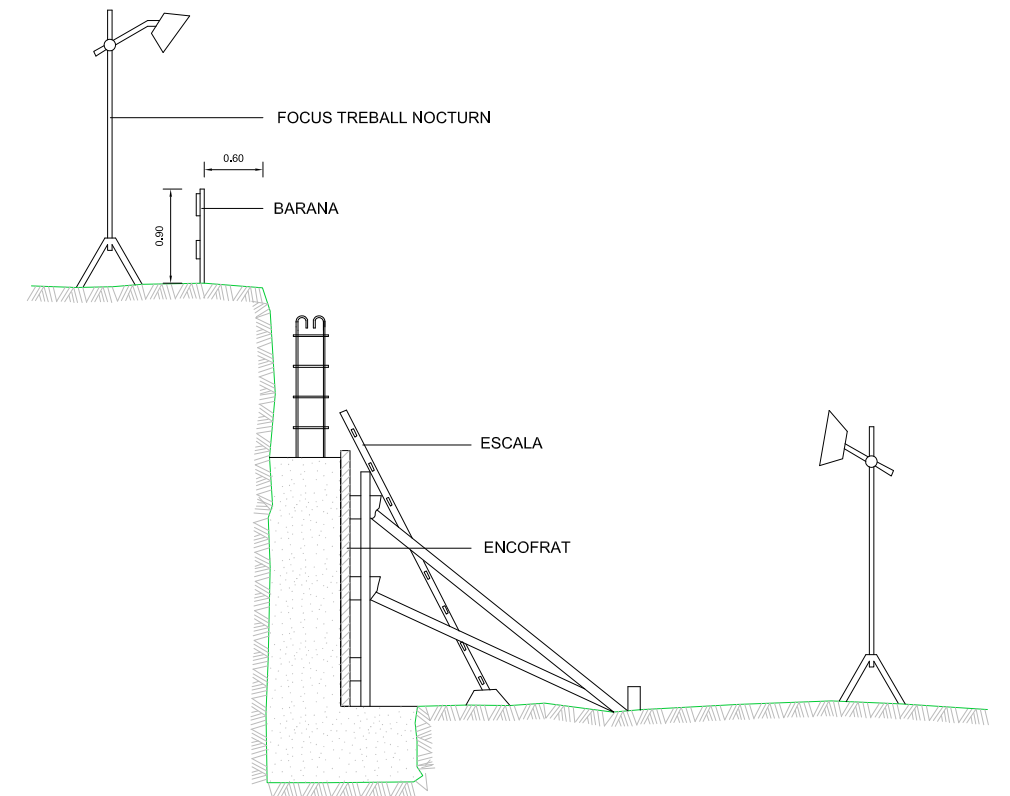 FOCUS TREBALL NOCTURN
0.60
BARANA
0.90
ESCALA
ENCOFRAT